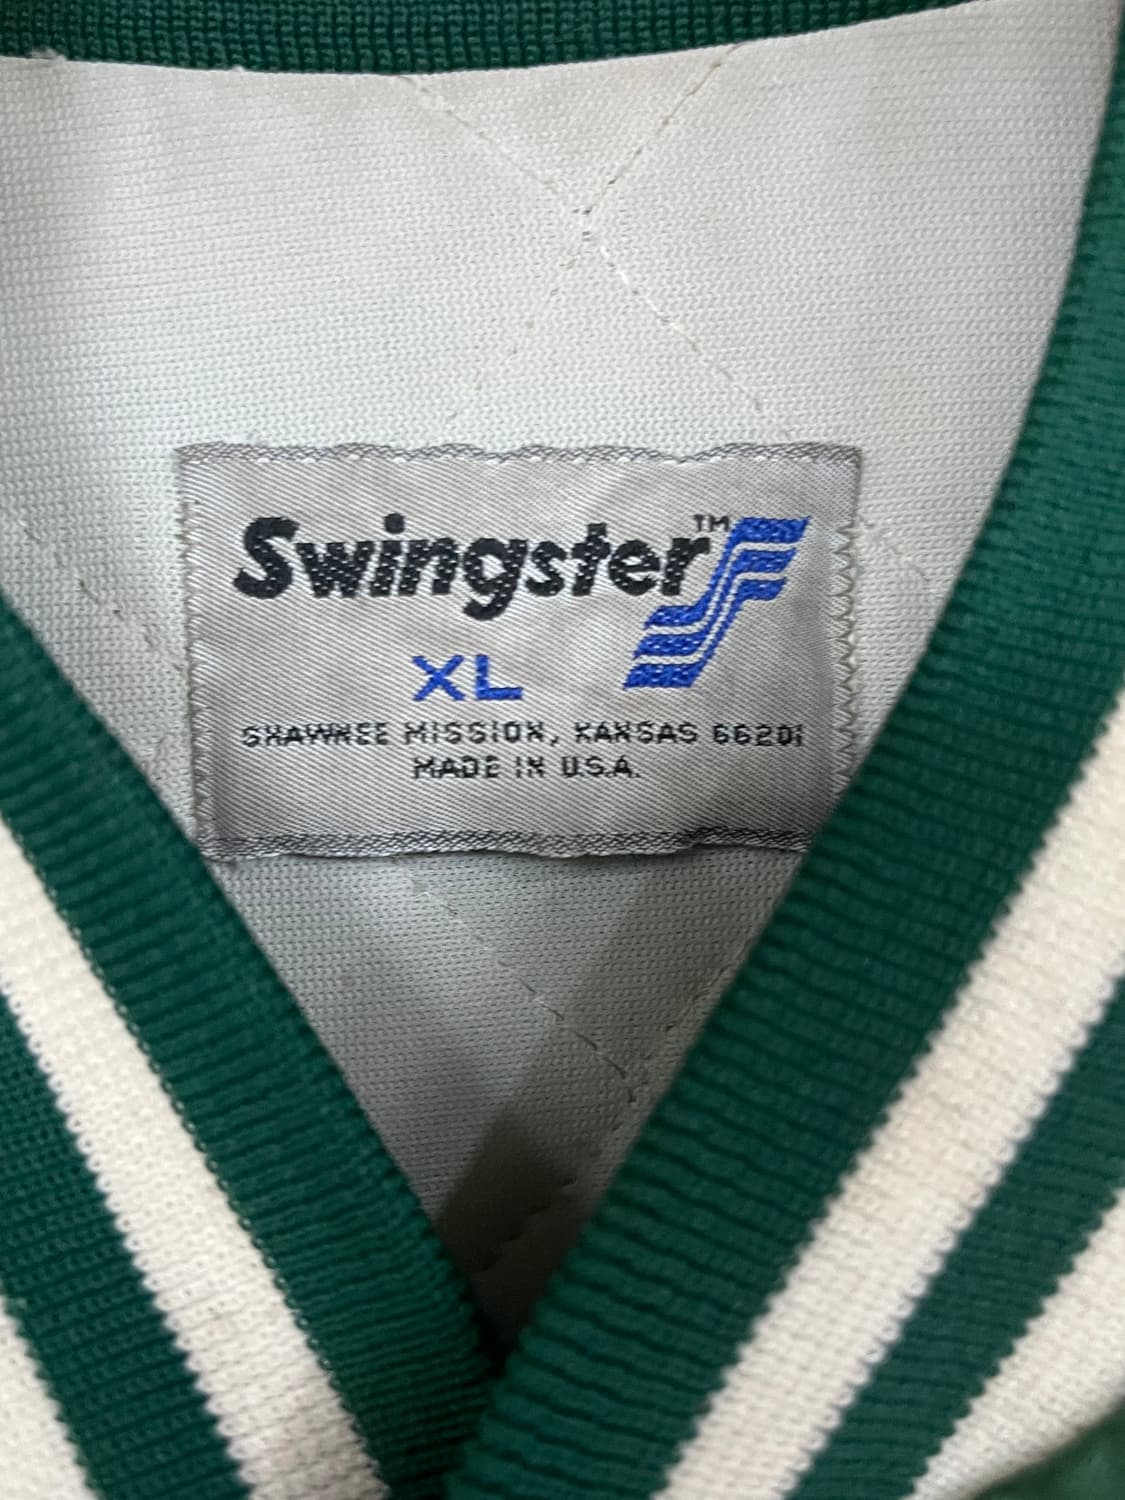 Swingster™
XL
SHAWNEE MISSION, KANSAS 66201
MADE IN U.S.A.